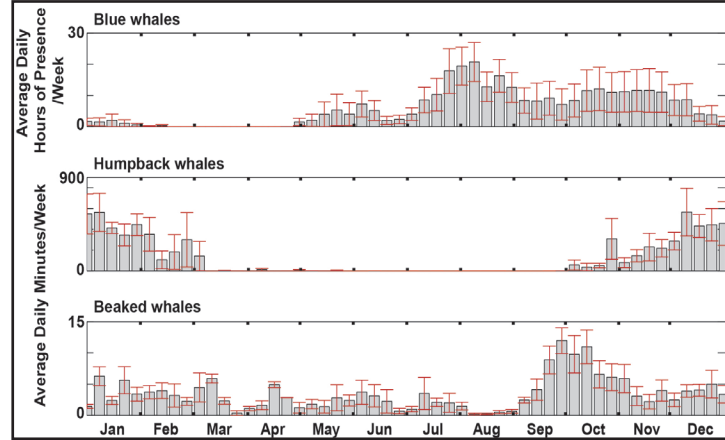 Blue whales
30
0
Average Daily
Hours of Presence
/Week
Humpback whales
900
0
Beaked whales
15
0
Average Daily Minutes/Week
Jan Feb Mar Apr May Jun Jul Aug Sep Oct Nov Dec